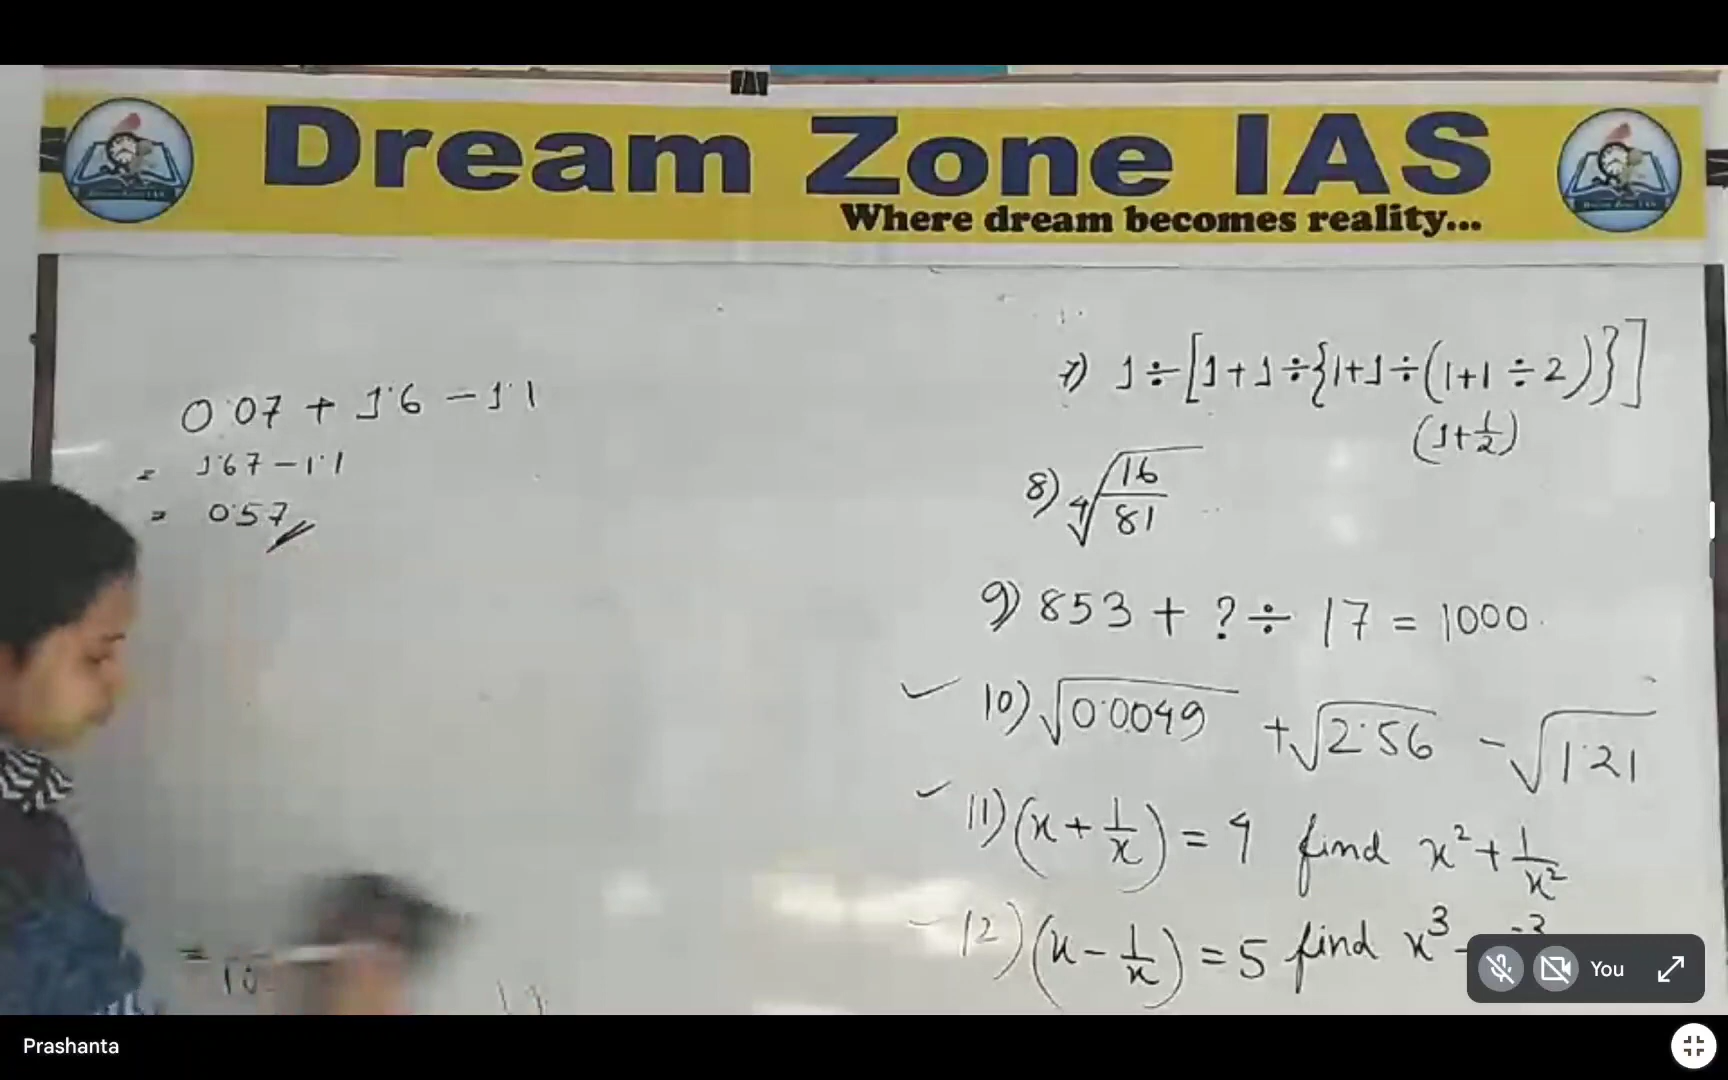 Dream Zone IAS
Where dream becomes reality...
0.07 + 1.6 - 1.1
= 1.67 - 1.1
= 0.57
7) 1 ÷ [1 + 1 ÷ {1 + 1 ÷ (1 + 1 ÷ 2)}]
(1 + 1/2)
8) ⁴√(16/81)
9) 853 + ? ÷ 17 = 1000.
10) √0.0049 + √2.56 - √1.21
11) (x + 1/x) = 4 find x² + 1/x²
12) (x - 1/x) = 5 find x³ -
You
Prashanta